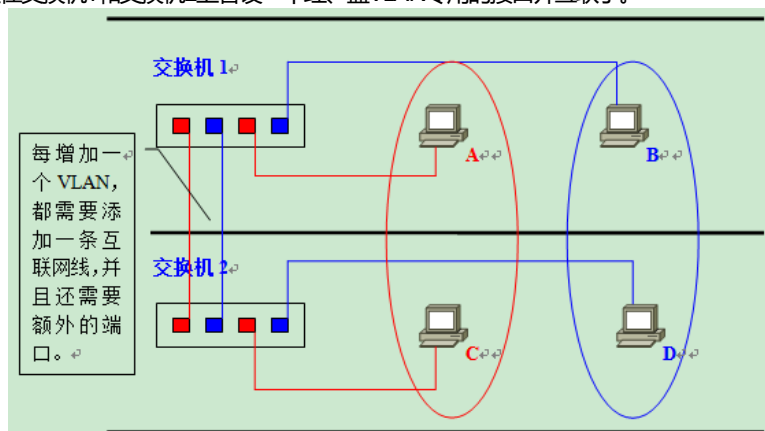 交换机 1
A
B
每增加一
个 VLAN，
都需要添
加一条互
联网线，并
且还需要
额外的端
口。
交换机 2
C
D